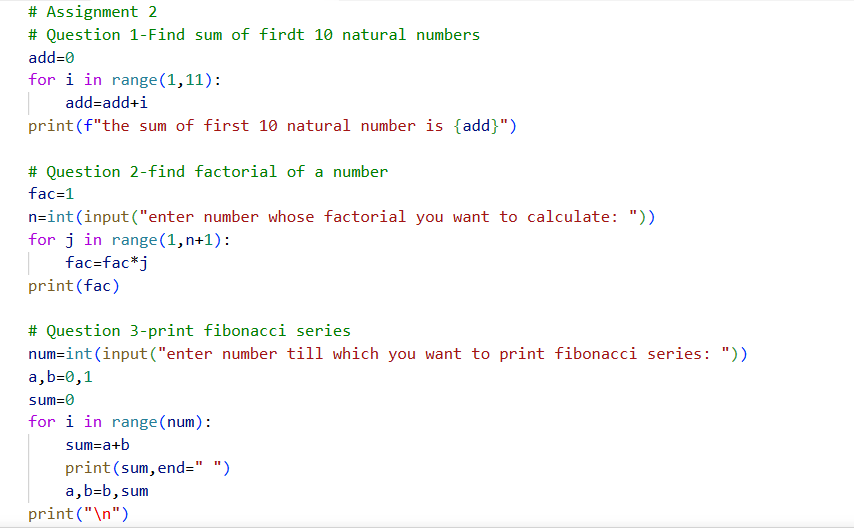 # Assignment 2
# Question 1-Find sum of firdt 10 natural numbers
add=0
for i in range(1,11):
    add=add+i
print(f"the sum of first 10 natural number is {add}")

# Question 2-find factorial of a number
fac=1
n=int(input("enter number whose factorial you want to calculate: "))
for j in range(1,n+1):
    fac=fac*j
print(fac)

# Question 3-print fibonacci series
num=int(input("enter number till which you want to print fibonacci series: "))
a,b=0,1
sum=0
for i in range(num):
    sum=a+b
    print(sum,end=" ")
    a,b=b,sum
print("\n")